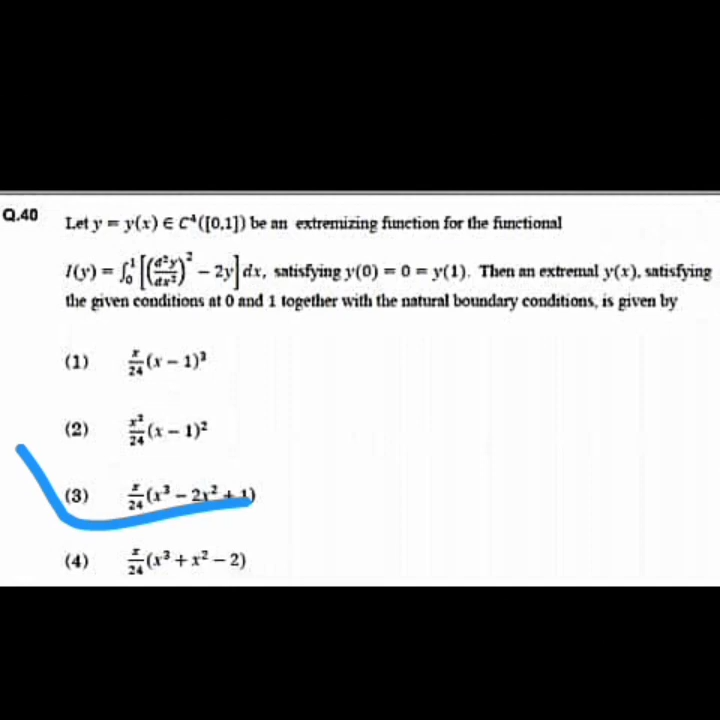 Q.40
Let y = y(x) ∈ C⁴([0,1]) be an extremizing function for the functional
I(y) = ∫₀¹ [(d²y/dx²)² − 2y] dx, satisfying y(0) = 0 = y(1). Then an extremal y(x), satisfying
the given conditions at 0 and 1 together with the natural boundary conditions, is given by
(1) x/24 (x − 1)³
(2) x²/24 (x − 1)²
(3) x/24 (x³ − 2x² + 1)
(4) x/24 (x³ + x² − 2)